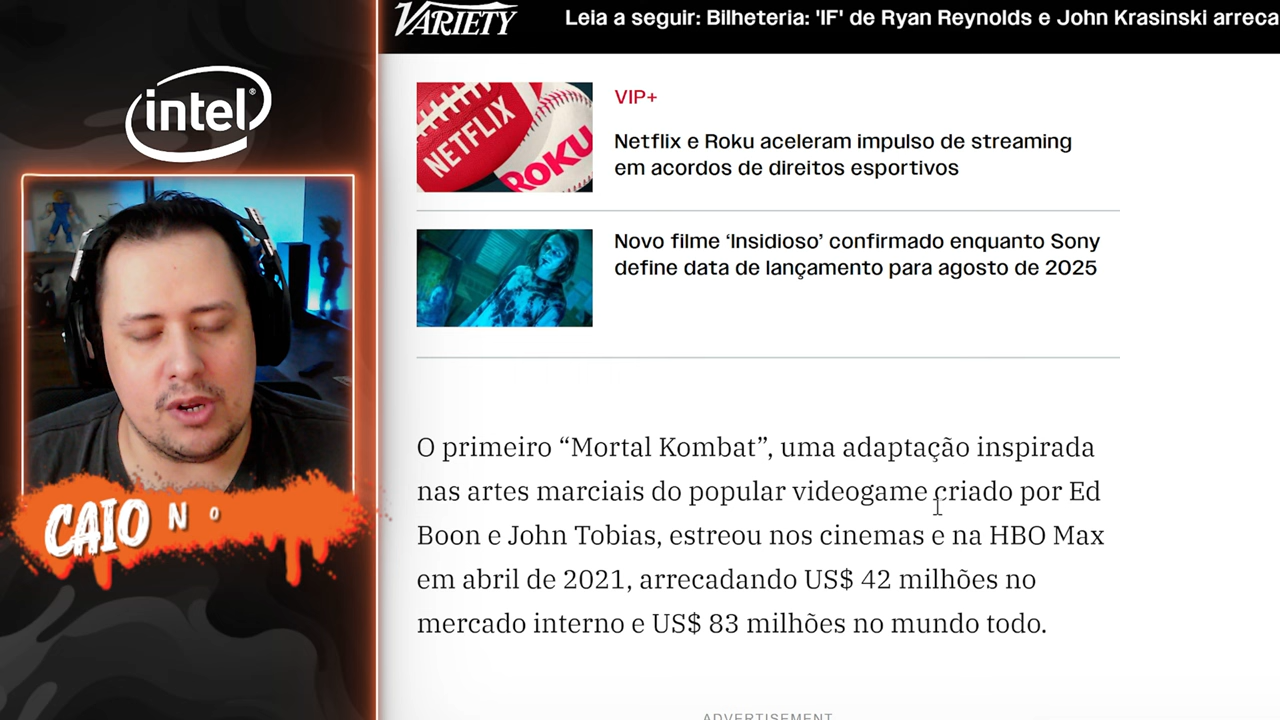 VARIETY
Leia a seguir: Bilheteria: 'IF' de Ryan Reynolds e John Krasinski arreca
intel®
NETFLIX
ROKU
VIP+
Netflix e Roku aceleram impulso de streaming
em acordos de direitos esportivos
Novo filme ‘Insidioso’ confirmado enquanto Sony
define data de lançamento para agosto de 2025
O primeiro “Mortal Kombat”, uma adaptação inspirada
nas artes marciais do popular videogame criado por Ed
Boon e John Tobias, estreou nos cinemas e na HBO Max
em abril de 2021, arrecadando US$ 42 milhões no
mercado interno e US$ 83 milhões no mundo todo.
CAIO NO
ADVERTISEMENT